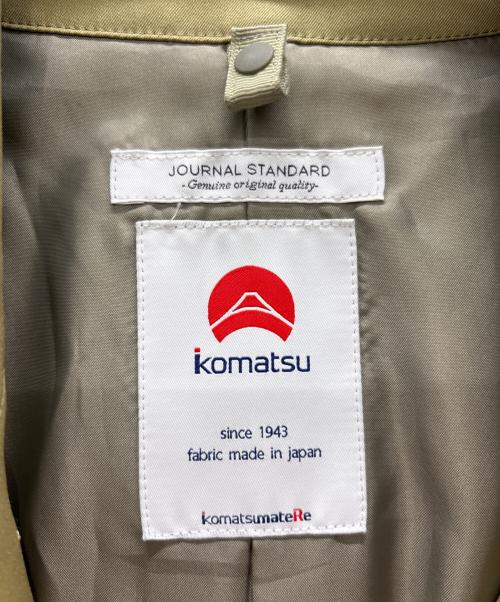 JOURNAL STANDARD
-Genuine original quality-
komatsu
since 1943
fabric made in japan
komatsumateRe